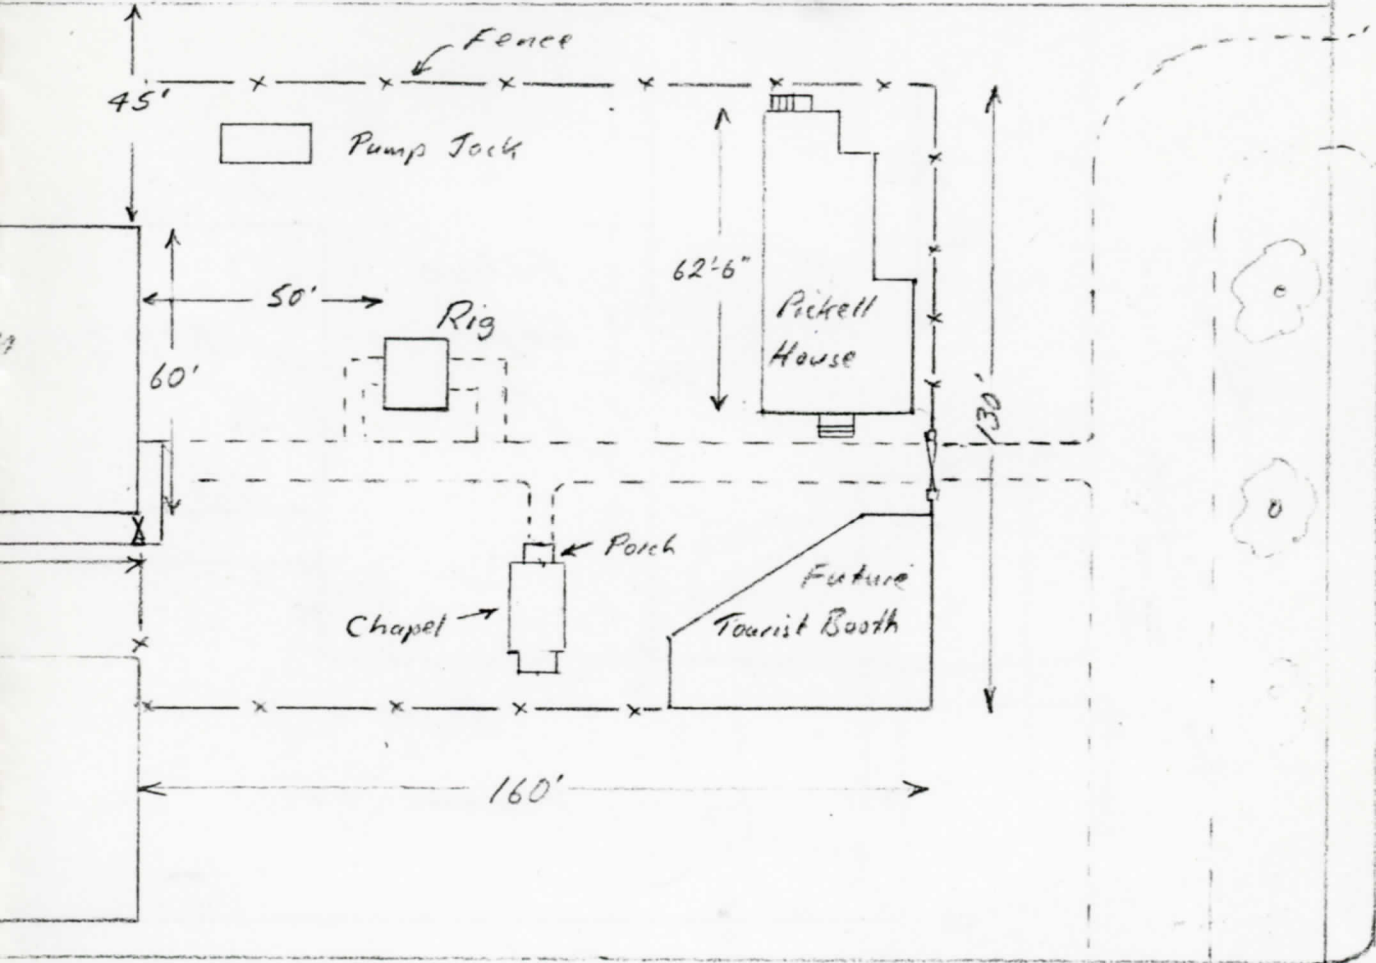 Fence
45'
Pump Jack
62'-6"
50'
Rig
Pickett
House
60'
130'
Porch
Future
Tourist Booth
Chapel
160'